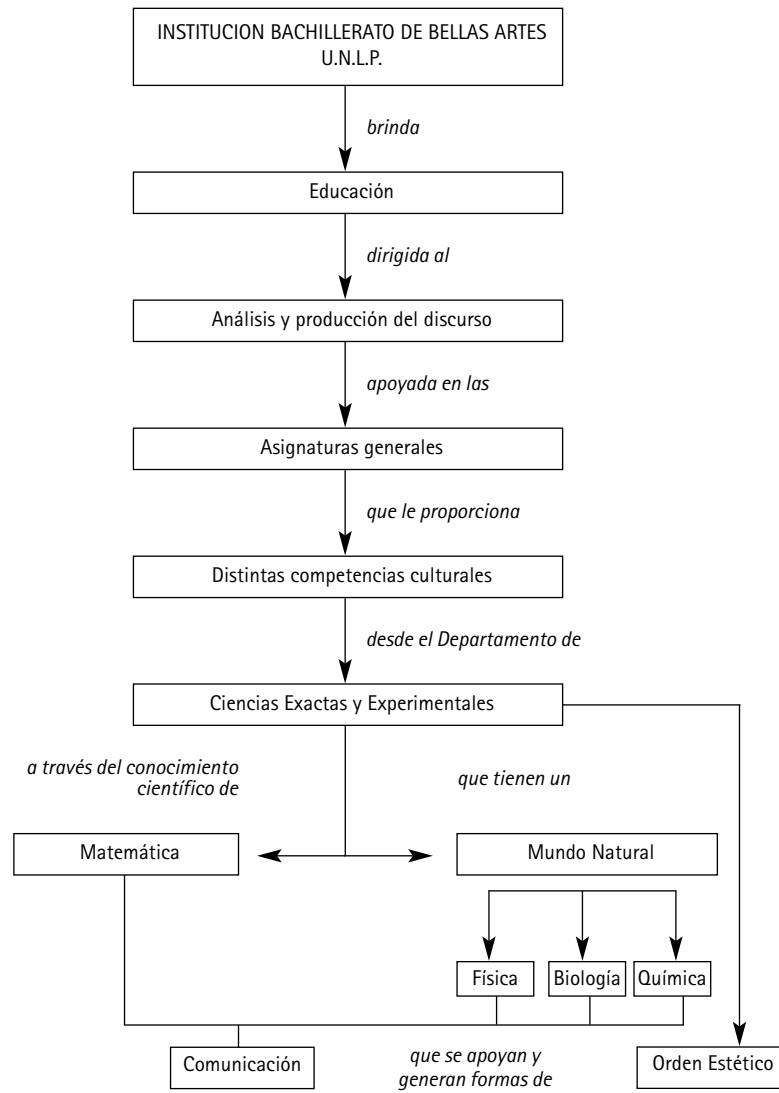 INSTITUCION BACHILLERATO DE BELLAS ARTES
U.N.L.P.
brinda
Educación
dirigida al
Análisis y producción del discurso
apoyada en las
Asignaturas generales
que le proporciona
Distintas competencias culturales
desde el Departamento de
Ciencias Exactas y Experimentales
a través del conocimiento
científico de
que tienen un
Matemática
Mundo Natural
Física
Biología
Química
Comunicación
que se apoyan y
generan formas de
Orden Estético